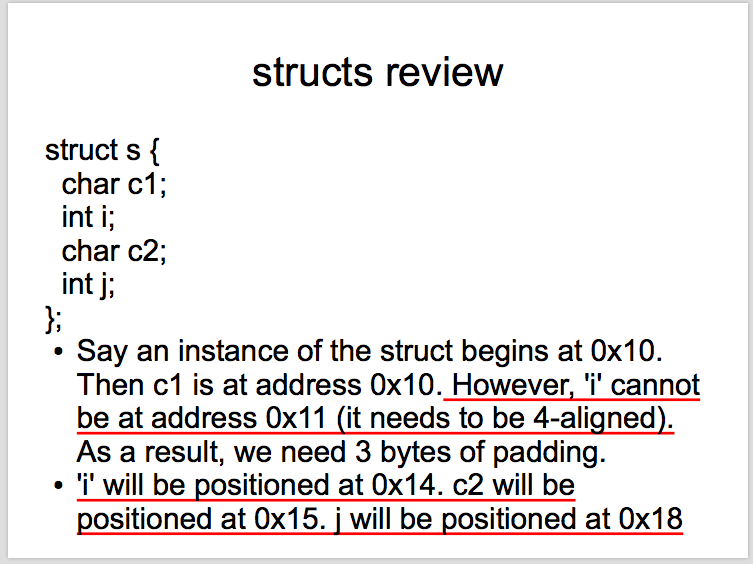 structs review
struct s {
char c1;
int i;
char c2;
int j;
};
• Say an instance of the struct begins at 0x10.
Then c1 is at address 0x10. However, 'i' cannot
be at address 0x11 (it needs to be 4-aligned).
As a result, we need 3 bytes of padding.
• 'i' will be positioned at 0x14. c2 will be
positioned at 0x15. j will be positioned at 0x18